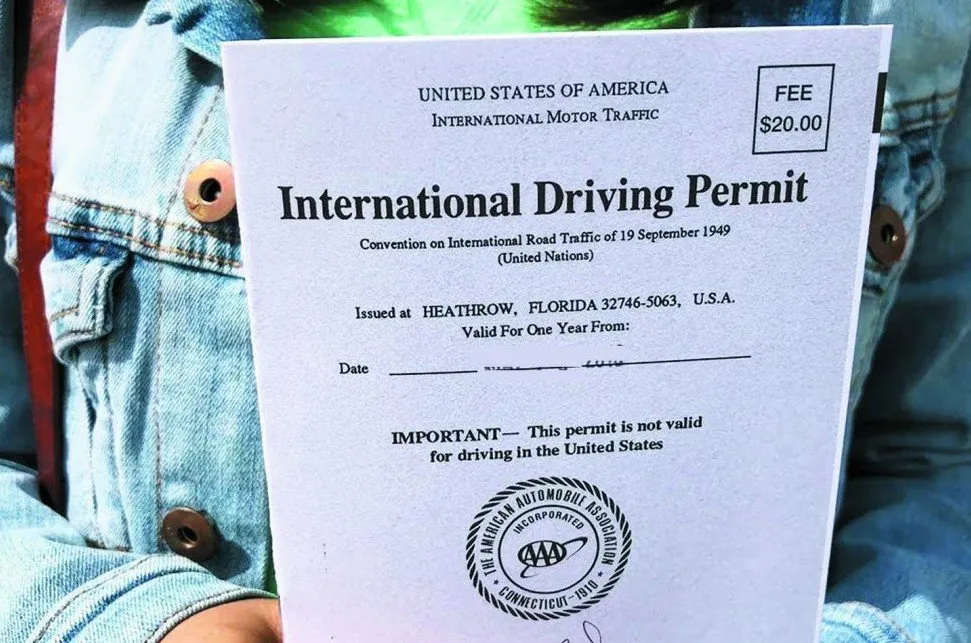 UNITED STATES OF AMERICA
INTERNATIONAL MOTOR TRAFFIC
FEE
$20.00
International Driving Permit
Convention on International Road Traffic of 19 September 1949
(United Nations)
Issued at HEATHROW, FLORIDA 32746-5063, U.S.A.
Valid For One Year From:
Date
IMPORTANT— This permit is not valid
for driving in the United States
THE AMERICAN AUTOMOBILE ASSOCIATION
INCORPORATED
AAA
CONNECTICUT-1910